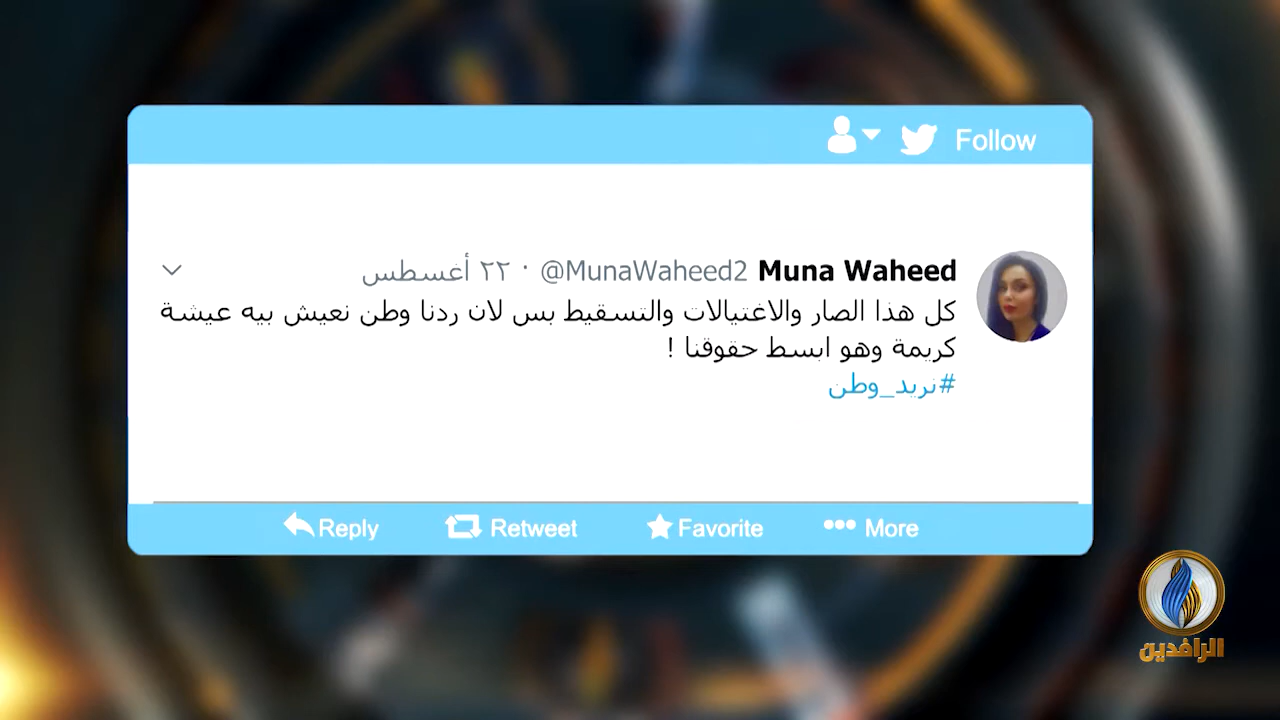 Follow
Muna Waheed @MunaWaheed2 · ٢٢ أغسطس
كل هذا الصار والاغتيالات والتسقيط بس لان ردنا وطن نعيش بيه عيشة
كريمة وهو ابسط حقوقنا !
#نريد_وطن
Reply Retweet Favorite More
الرافدين